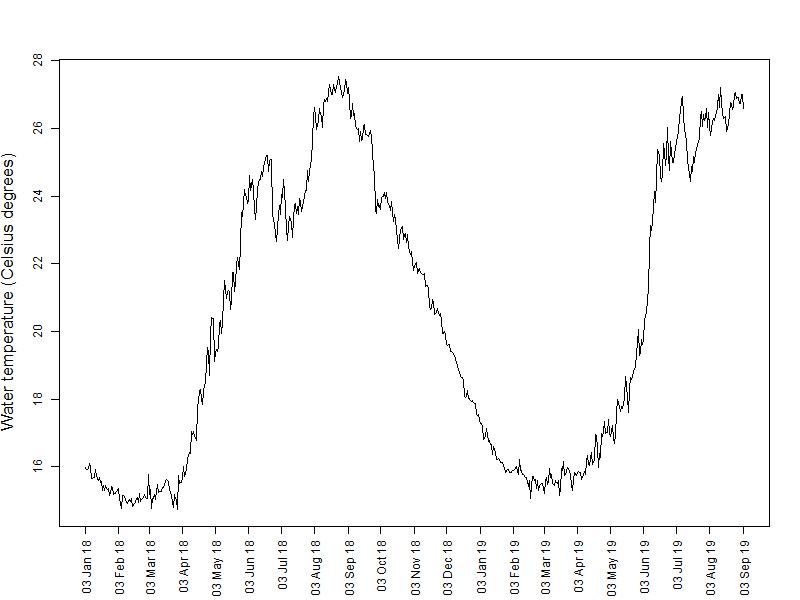 Water temperature (Celsius degrees)
28
26
24
22
20
18
16
03 Jan 18
03 Feb 18
03 Mar 18
03 Apr 18
03 May 18
03 Jun 18
03 Jul 18
03 Aug 18
03 Sep 18
03 Oct 18
03 Nov 18
03 Dec 18
03 Jan 19
03 Feb 19
03 Mar 19
03 Apr 19
03 May 19
03 Jun 19
03 Jul 19
03 Aug 19
03 Sep 19